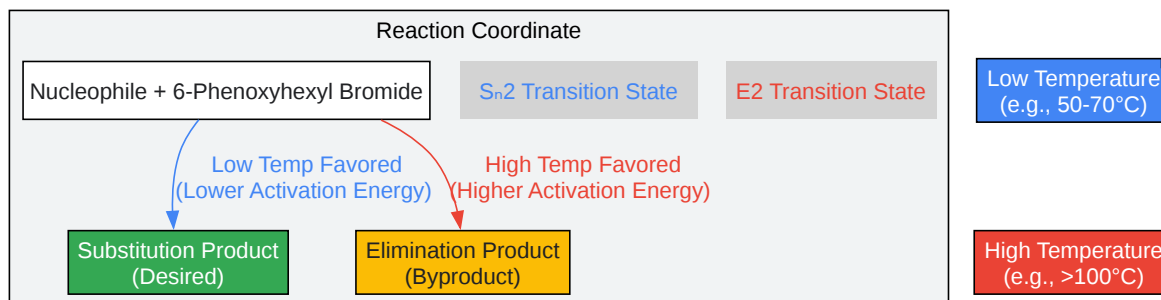 Reaction Coordinate
Nucleophile + 6-Phenoxyhexyl Bromide
Sₙ2 Transition State
E2 Transition State
Low Temperature
(e.g., 50-70°C)
Low Temp Favored
(Lower Activation Energy)
High Temp Favored
(Higher Activation Energy)
Substitution Product
(Desired)
Elimination Product
(Byproduct)
High Temperature
(e.g., >100°C)